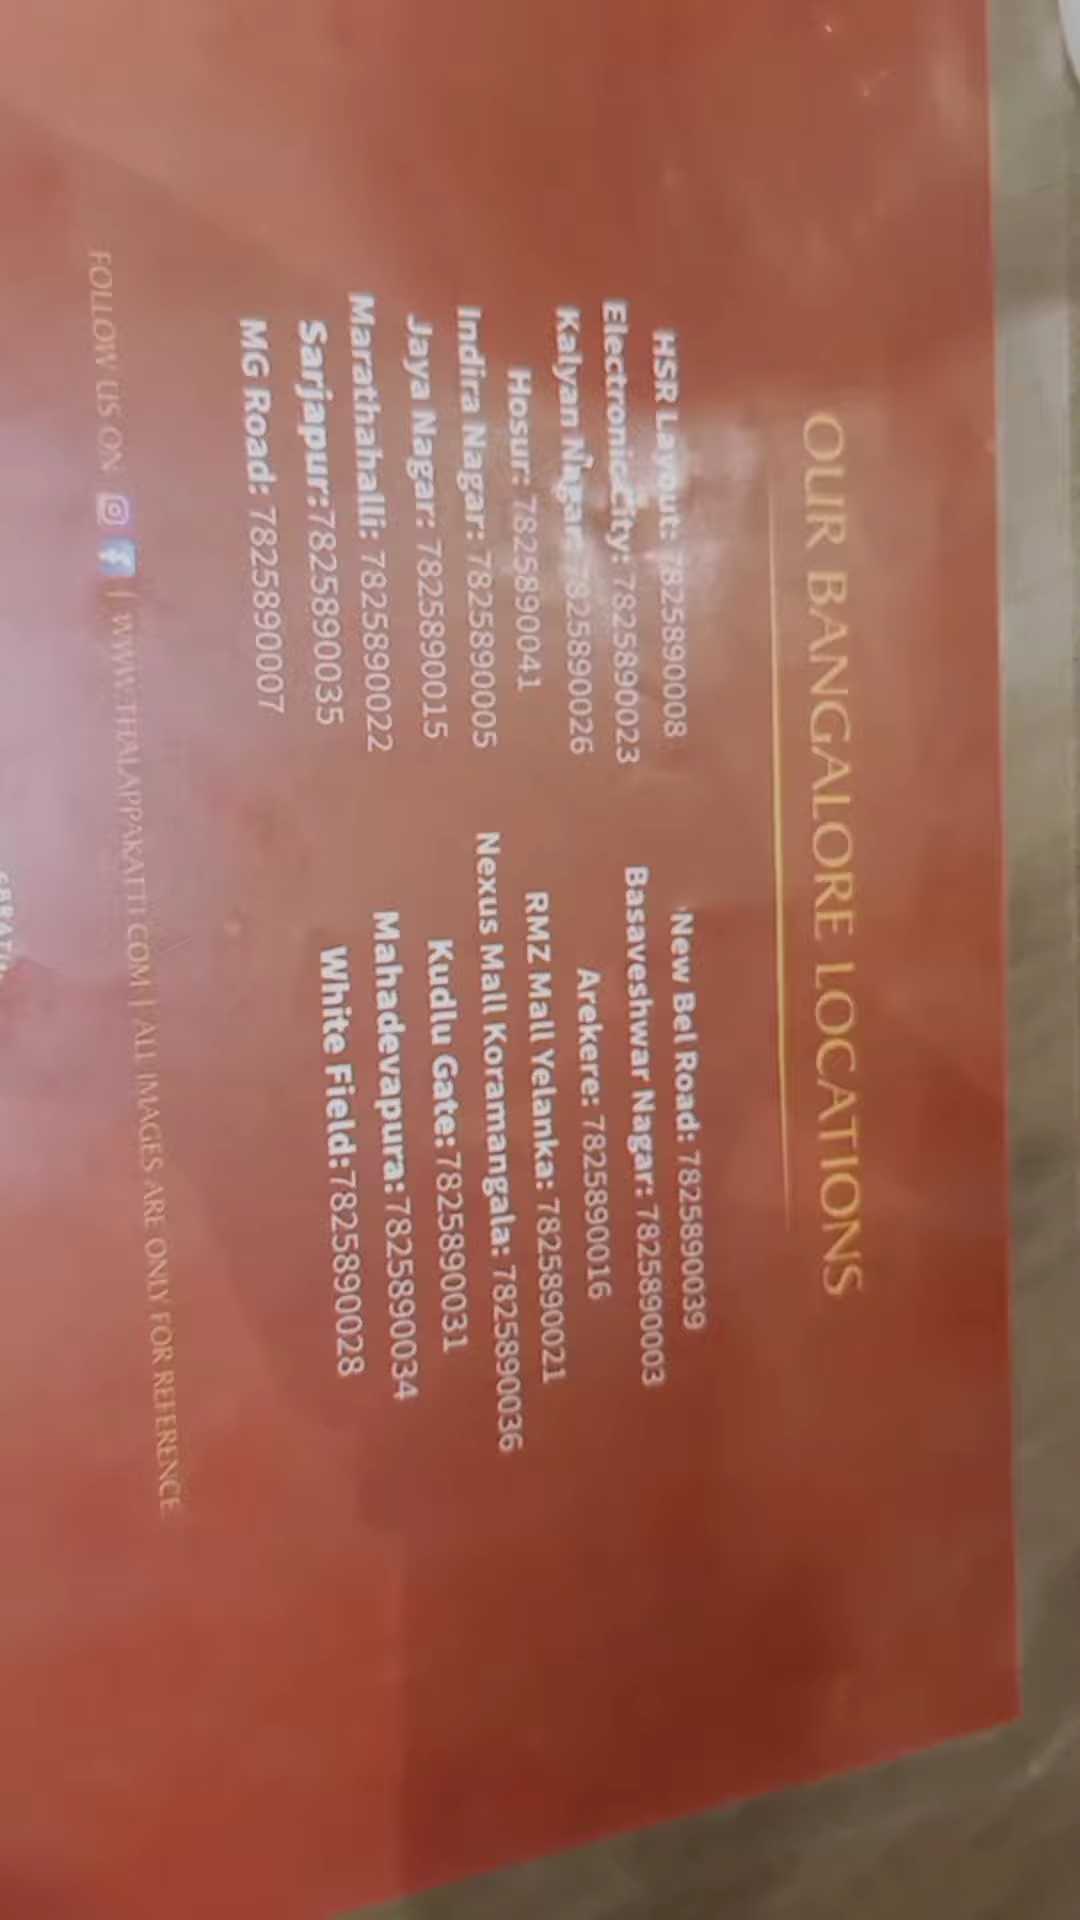 OUR BANGALORE LOCATIONS
HSR Layout: 7825890008
Electronic City: 7825890023
Kalyan Nagar: 7825890026
Hosur: 7825890041
Indira Nagar: 7825890005
Jaya Nagar: 7825890015
Marathahalli: 7825890022
Sarjapur:7825890035
MG Road: 7825890007
New Bel Road: 7825890039
Basaveshwar Nagar: 7825890003
Arekere: 7825890016
RMZ Mall Yelanka: 7825890021
Nexus Mall Koramangala: 7825890036
Kudlu Gate:7825890031
Mahadevapura:7825890034
White Field:7825890028
FOLLOW US ON | WWW.THALAPPAKATTI.COM | ALL IMAGES ARE ONLY FOR REFERENCE